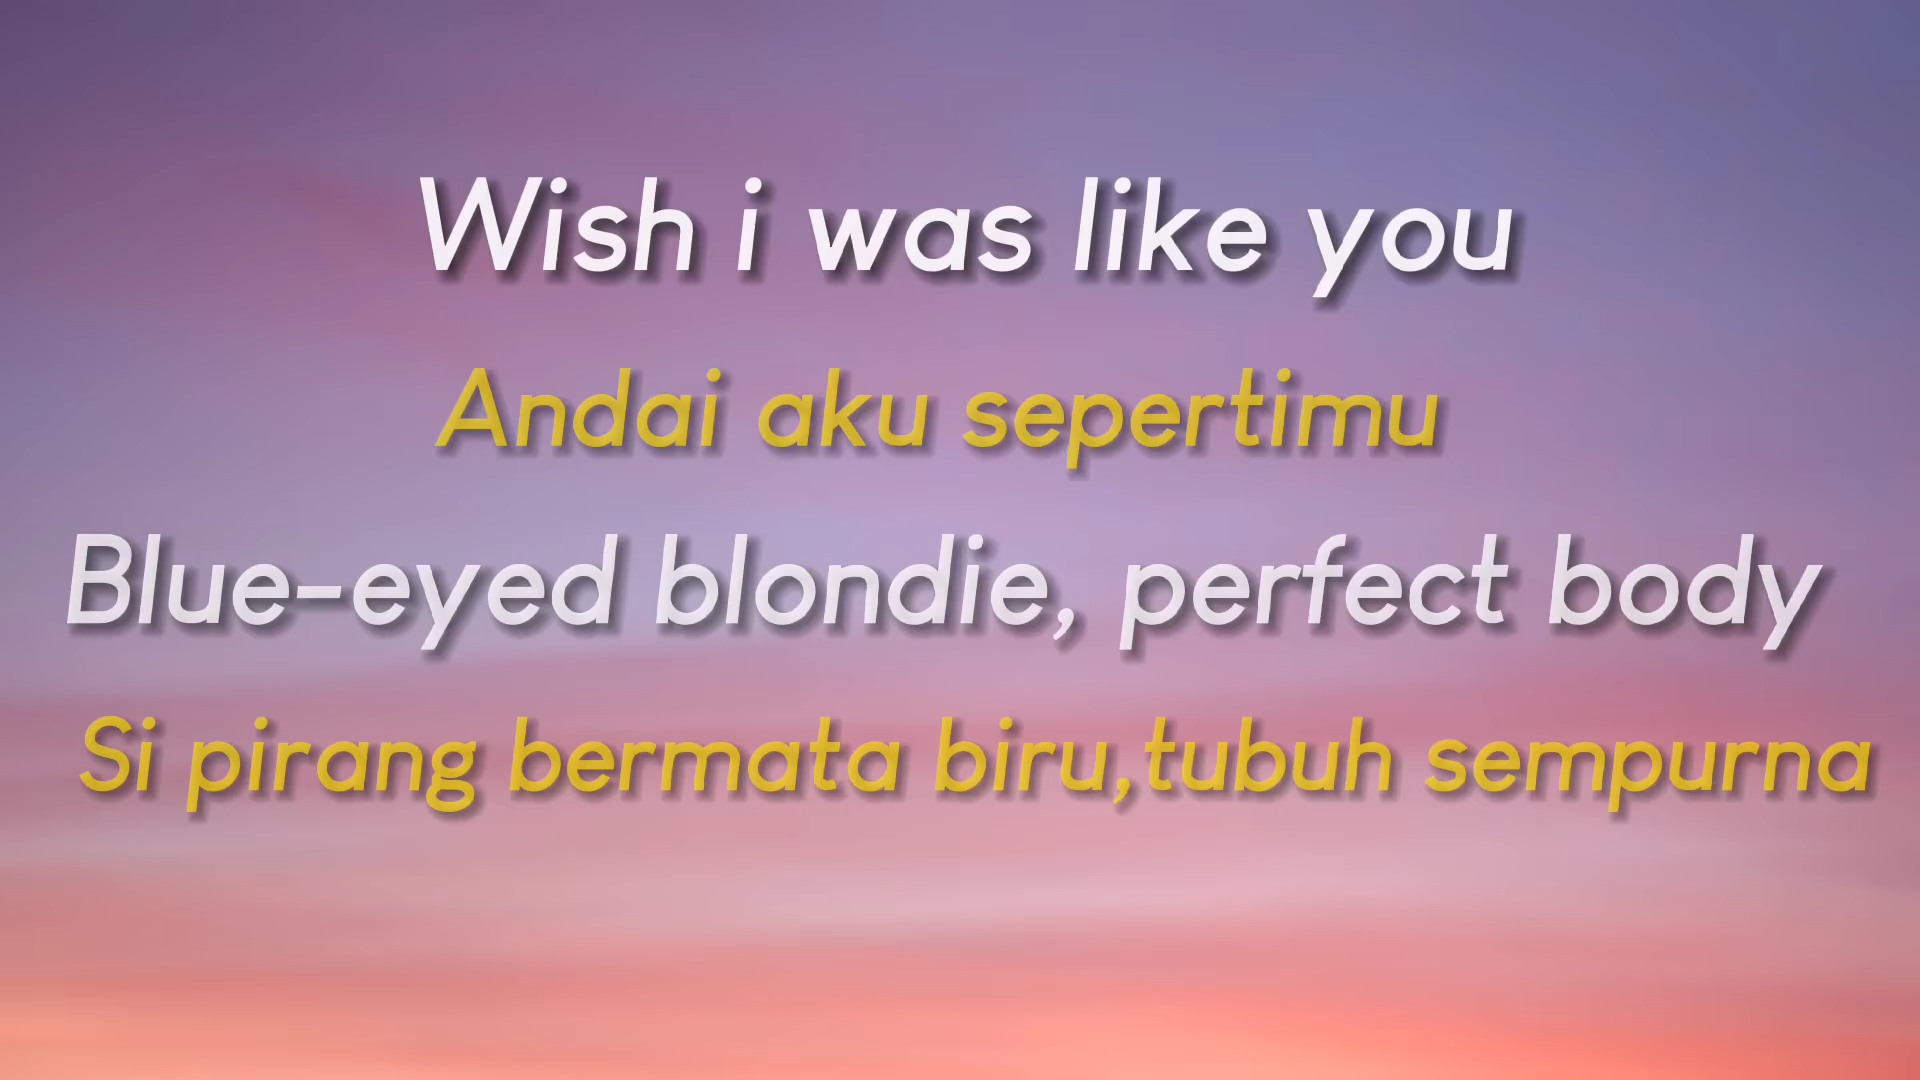 Wish i was like you
Andai aku sepertimu
Blue-eyed blondie, perfect body
Si pirang bermata biru,tubuh sempurna